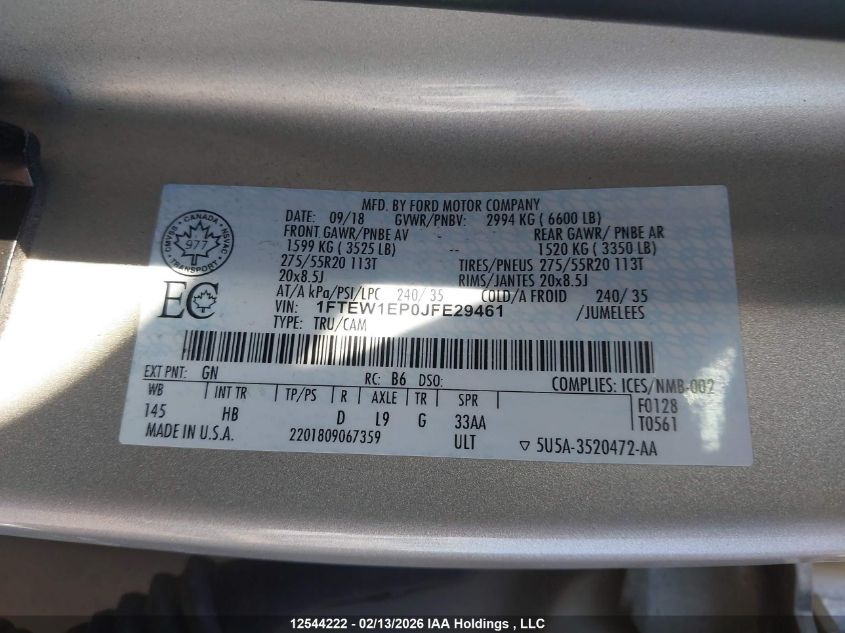 MFD. BY FORD MOTOR COMPANY
DATE: 09/18 GVWR/PNBV: 2994 KG ( 6600 LB)
FRONT GAWR/PNBE AV - REAR GAWR/ PNBE AR
1599 KG ( 3525 LB) -- 1520 KG ( 3350 LB)
275/55R20 113T TIRES/PNEUS 275/55R20 113T
20x8.5J RIMS/JANTES 20x8.5J
AT/A kPa/PSI/LPC 240/ 35 COLD/A FROID 240/ 35
VIN: 1FTEW1EP0JFE29461 /JUMELEES
TYPE: TRU/CAM
CANADA
977
TRANSPORT
NSVAC
CMVSS
EC
EXT PNT: GN RC: B6 DSO: COMPLIES: ICES/NMB-002
WB INT TR TP/PS R AXLE TR SPR F0128
145 HB D L9 G 33AA T0561
MADE IN U.S.A. 2201809067359 ULT ▽ 5U5A-3520472-AA
12544222 - 02/13/2026 IAA Holdings , LLC